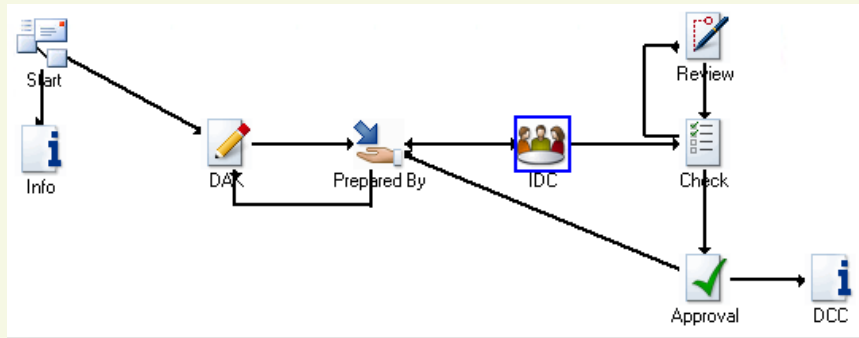 Start
Review
Info
DAK
Prepared By
IDC
Check
Approval
DCC